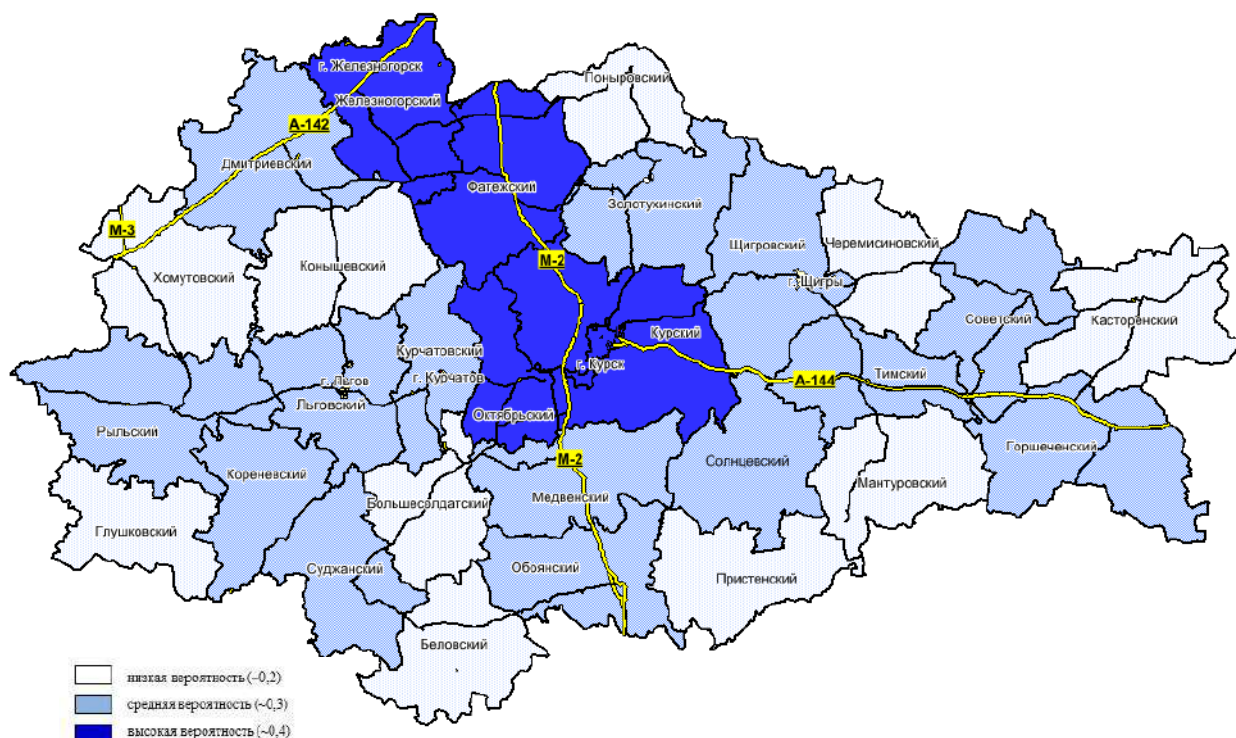 г. Железногорск
Поныровский
Железногорский
А-142
Дмитриевский
Фатежский
Золотухинский
М-3
М-2
Щигровский
Черемисиновский
Конышевский
Хомутовский
г. Щигры
Касторенский
Советский
Курский
Курчатовский
г. Курск
Тимский
А-144
г. Льгов
г. Курчатов
Льговский
Октябрьский
Рыльский
Горшеченский
М-2
Солнцевский
Кореневский
Мантуровский
Медвенский
Большесолдатский
Глушковский
Обоянский
Суджанский
Пристенский
Беловский
низкая вероятность (~0,2)
средняя вероятность (~0,3)
высокая вероятность (~0,4)